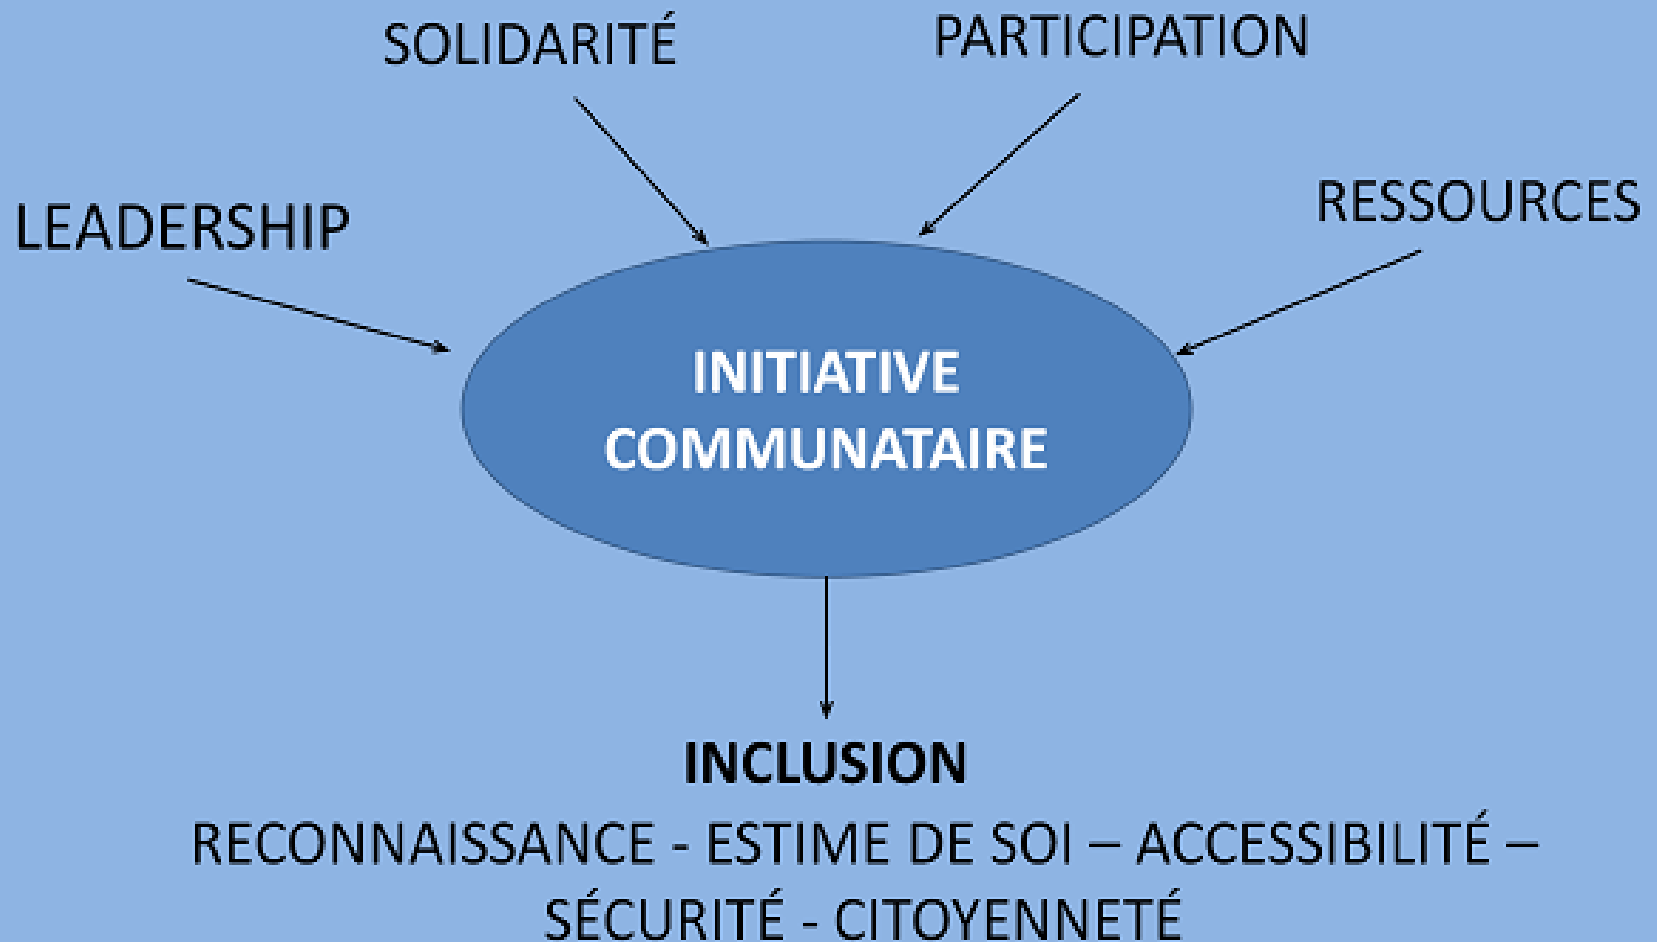 SOLIDARITÉ
PARTICIPATION
LEADERSHIP
RESSOURCES
INITIATIVE
COMMUNATAIRE
INCLUSION
RECONNAISSANCE - ESTIME DE SOI – ACCESSIBILITÉ –
SÉCURITÉ - CITOYENNETÉ